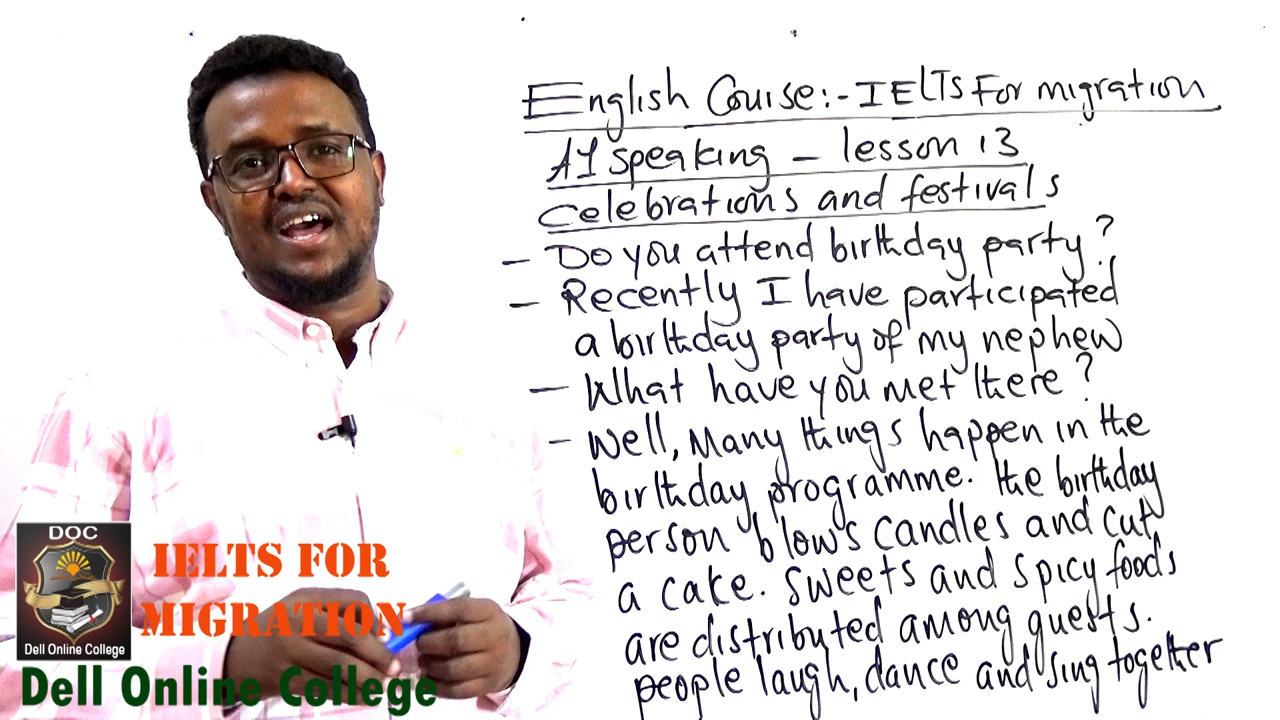 English Course:-IELTS For migration
A1 speaking – lesson 13
Celebrations and festivals
– Do you attend birthday party?
– Recently I have participated
a birthday party of my nephew
– What have you met there?
– Well, Many things happen in the
birthday programme. the birthday
person blows candles and cut
a cake. Sweets and spicy foods
are distributed among guests.
people laugh, dance and sing together
DOC
Dell Online College
IELTS FOR
MIGRATION
Dell Online College